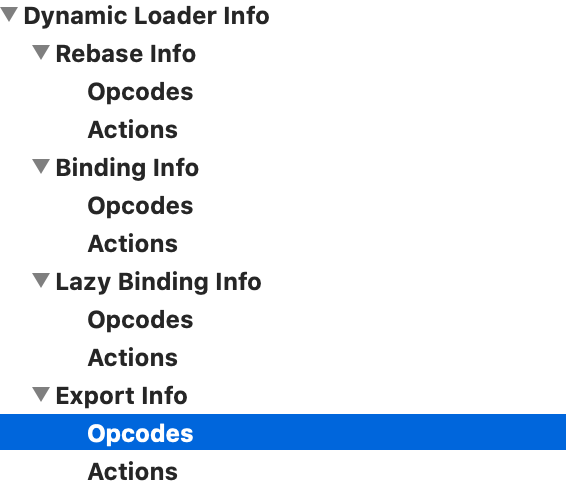 Dynamic Loader Info
Rebase Info
Opcodes
Actions
Binding Info
Opcodes
Actions
Lazy Binding Info
Opcodes
Actions
Export Info
Opcodes
Actions